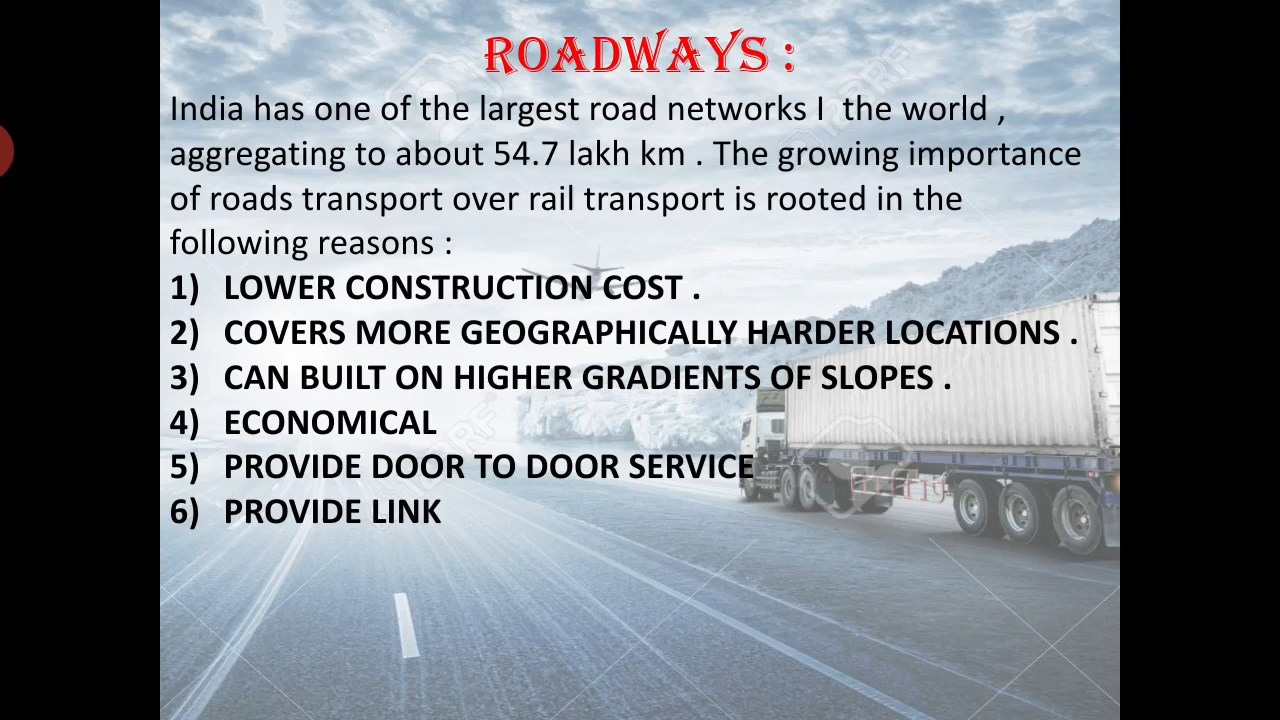 ROADWAYS :
India has one of the largest road networks I  the world ,
aggregating to about 54.7 lakh km . The growing importance
of roads transport over rail transport is rooted in the
following reasons :
1) LOWER CONSTRUCTION COST .
2) COVERS MORE GEOGRAPHICALLY HARDER LOCATIONS .
3) CAN BUILT ON HIGHER GRADIENTS OF SLOPES .
4) ECONOMICAL
5) PROVIDE DOOR TO DOOR SERVICE
6) PROVIDE LINK